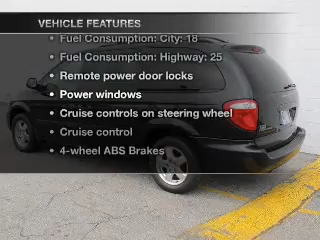 VEHICLE FEATURES
• Fuel Consumption: City: 18
• Fuel Consumption: Highway: 25
• Remote power door locks
• Power windows
• Cruise controls on steering wheel
• Cruise control
• 4-wheel ABS Brakes